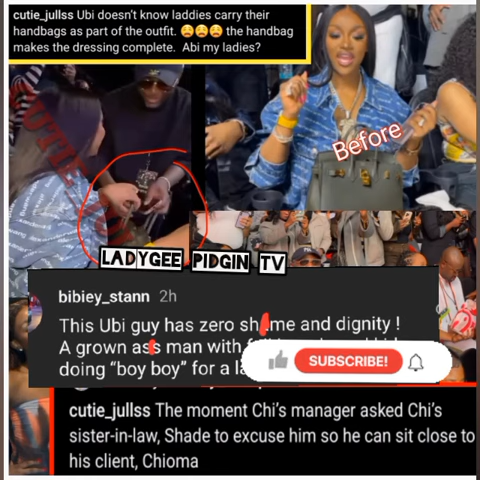 cutie_jullss Ubi doesn't know laddies carry their
handbags as part of the outfit. 😩😩😩 the handbag
makes the dressing complete. Abi my ladies?
Before
LADYGEE PIDGIN TV
bibiey_stann 2h
This Ubi guy has zero shame and dignity !
A grown ass man with
doing "boy boy" for a
SUBSCRIBE!
cutie_jullss The moment Chi's manager asked Chi's
sister-in-law, Shade to excuse him so he can sit close to
his client, Chioma